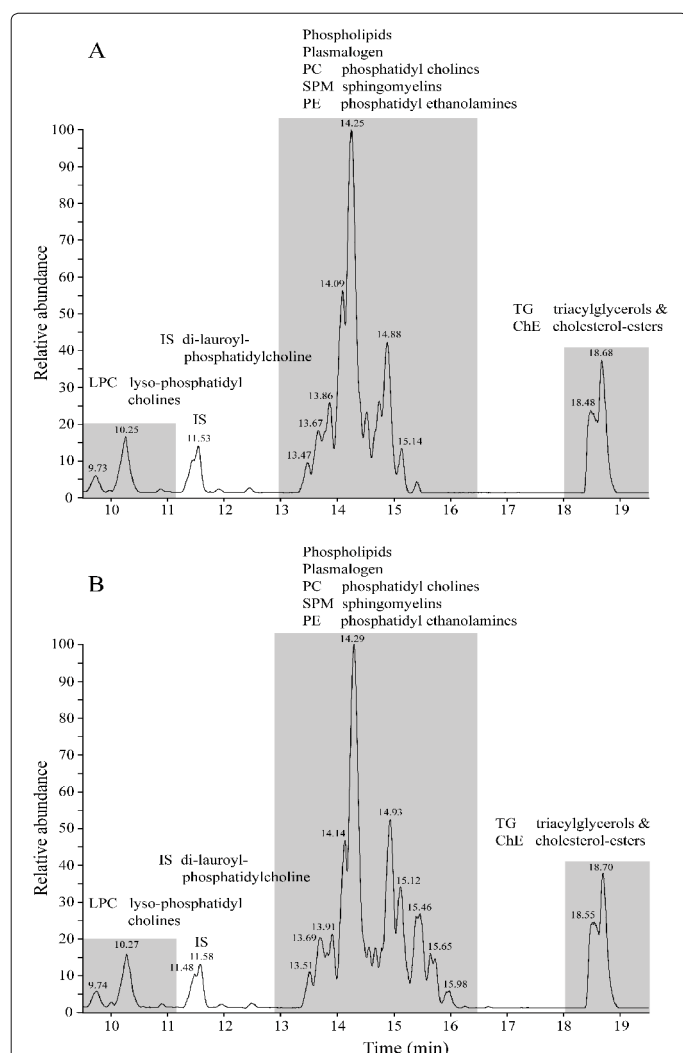 A
Phospholipids
Plasmalogen
PC phosphatidyl cholines
SPM sphingomyelins
PE phosphatidyl ethanolamines
100
90
80
70
60
50
40
30
20
10
0
Relative abundance
14.25
14.09
14.88
13.86
13.67
13.47
15.14
IS di-lauroyl-
phosphatidylcholine
LPC lyso-phosphatidyl
cholines
IS
11.53
10.25
9.73
TG triacylglycerols &
ChE cholesterol-esters
18.68
18.48
10 11 12 13 14 15 16 17 18 19
B
Phospholipids
Plasmalogen
PC phosphatidyl cholines
SPM sphingomyelins
PE phosphatidyl ethanolamines
100
90
80
70
60
50
40
30
20
10
0
Relative abundance
14.29
14.93
14.14
15.12
15.46
13.91
13.69
15.65
13.51
15.98
IS di-lauroyl-
phosphatidylcholine
LPC lyso-phosphatidyl
cholines
IS
11.58
11.48
10.27
9.74
TG triacylglycerols &
ChE cholesterol-esters
18.70
18.55
10 11 12 13 14 15 16 17 18 19
Time (min)